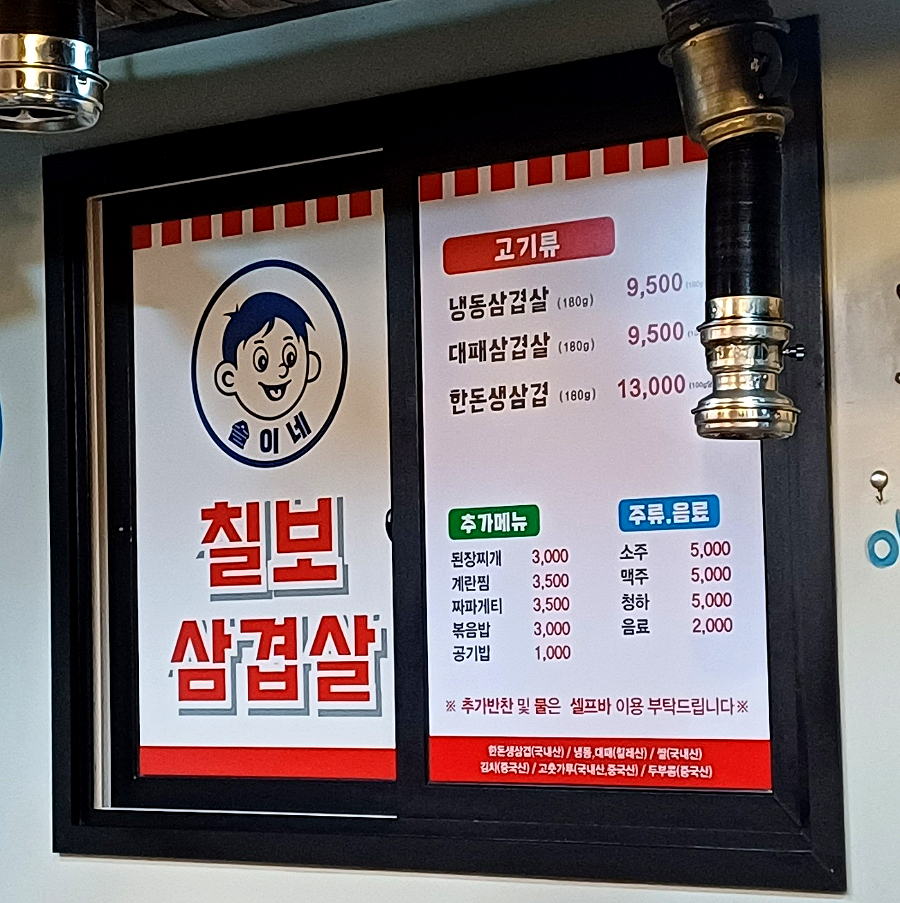 솔이네
칠보
삼겹살
고기류
냉동삼겹살 (180g) 9,500
대패삼겹살 (180g) 9,500
한돈생삼겹 (180g) 13,000
추가메뉴
된장찌개 3,000
계란찜 3,500
짜파게티 3,500
볶음밥 3,000
공기밥 1,000
주류,음료
소주 5,000
맥주 5,000
청하 5,000
음료 2,000
※ 추가반찬 및 물은 셀프바 이용 부탁드립니다※
한돈생삼겹(국내산) / 냉동,대패(칠레산) / 쌀(국내산)
김치(중국산) / 고춧가루(국내산,중국산) / 두부콩(중국산)